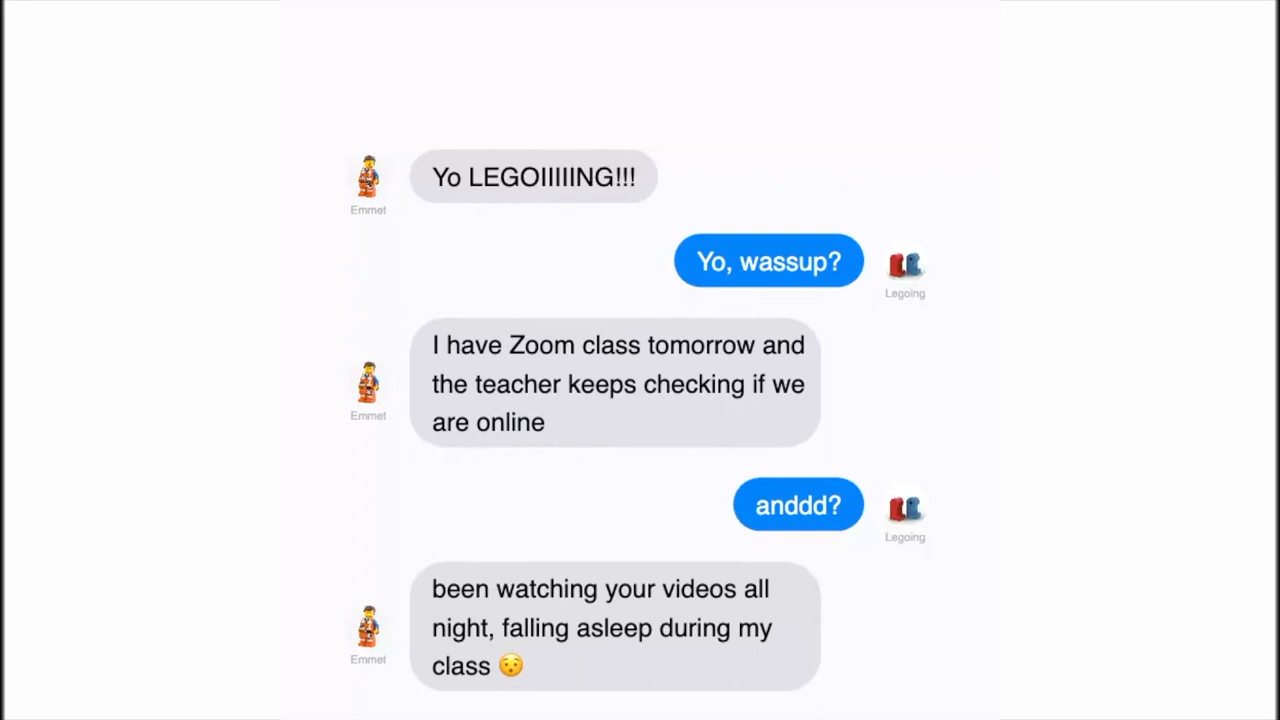 Yo LEGOIIIIING!!!
Emmet
Yo, wassup?
Legoing
I have Zoom class tomorrow and
the teacher keeps checking if we
are online
Emmet
anddd?
Legoing
been watching your videos all
night, falling asleep during my
class 😯
Emmet